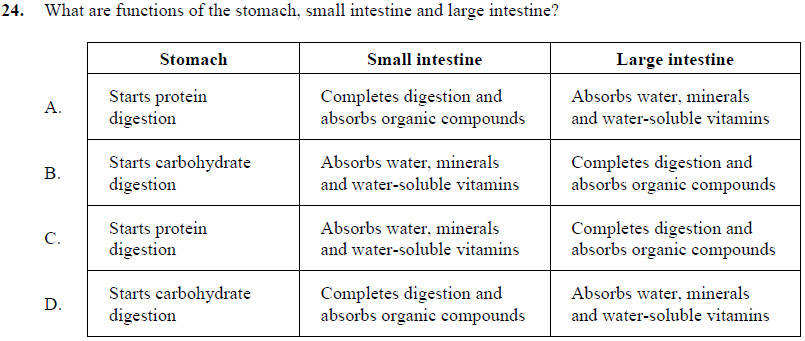 24. What are functions of the stomach, small intestine and large intestine?
Stomach Small intestine Large intestine
A. Starts protein digestion Completes digestion and absorbs organic compounds Absorbs water, minerals and water-soluble vitamins
B. Starts carbohydrate digestion Absorbs water, minerals and water-soluble vitamins Completes digestion and absorbs organic compounds
C. Starts protein digestion Absorbs water, minerals and water-soluble vitamins Completes digestion and absorbs organic compounds
D. Starts carbohydrate digestion Completes digestion and absorbs organic compounds Absorbs water, minerals and water-soluble vitamins